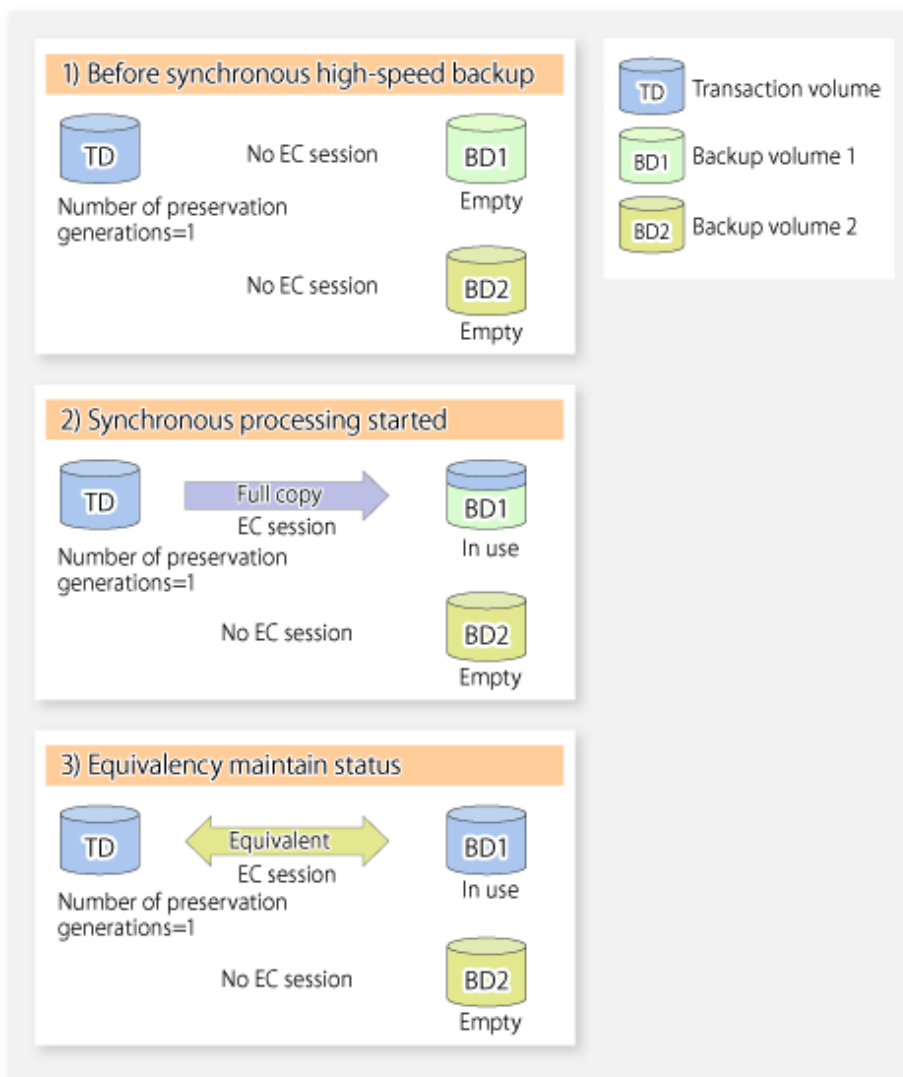 1) Before synchronous high-speed backup
TD
No EC session
BD1
Number of preservation
generations=1
Empty
No EC session
BD2
Empty
TD
Transaction volume
BD1
Backup volume 1
BD2
Backup volume 2
2) Synchronous processing started
TD
Full copy
EC session
BD1
Number of preservation
generations=1
In use
No EC session
BD2
Empty
3) Equivalency maintain status
TD
Equivalent
EC session
BD1
Number of preservation
generations=1
In use
No EC session
BD2
Empty